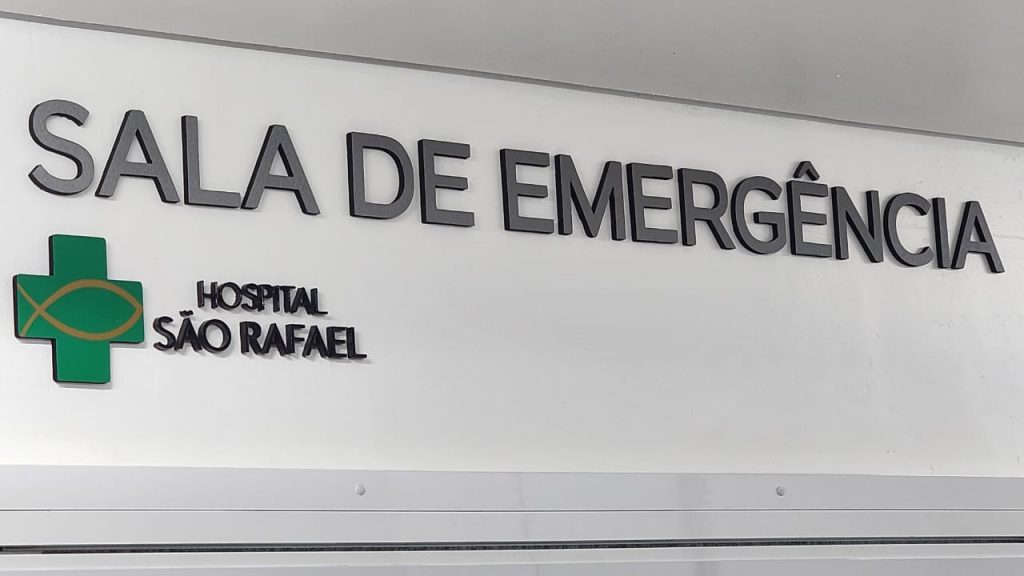 SALA DE EMERGÊNCIA
HOSPITAL
SÃO RAFAEL